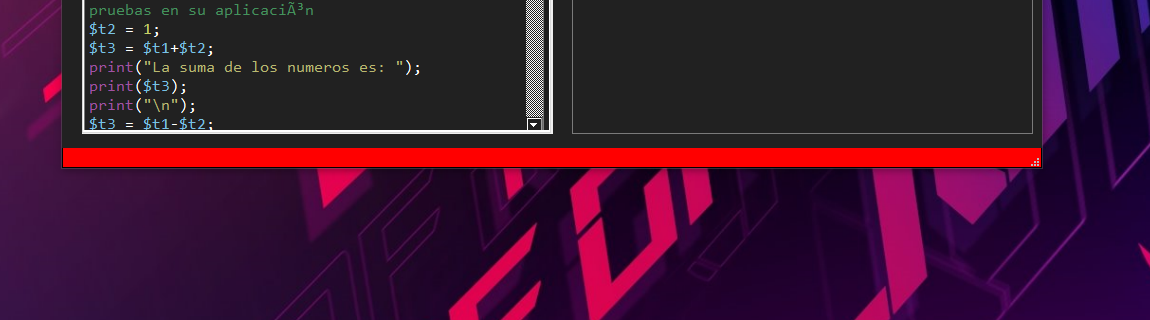 pruebas en su aplicaciÃ³n
$t2 = 1;
$t3 = $t1+$t2;
print("La suma de los numeros es: ");
print($t3);
print("\n");
$t3 = $t1-$t2;